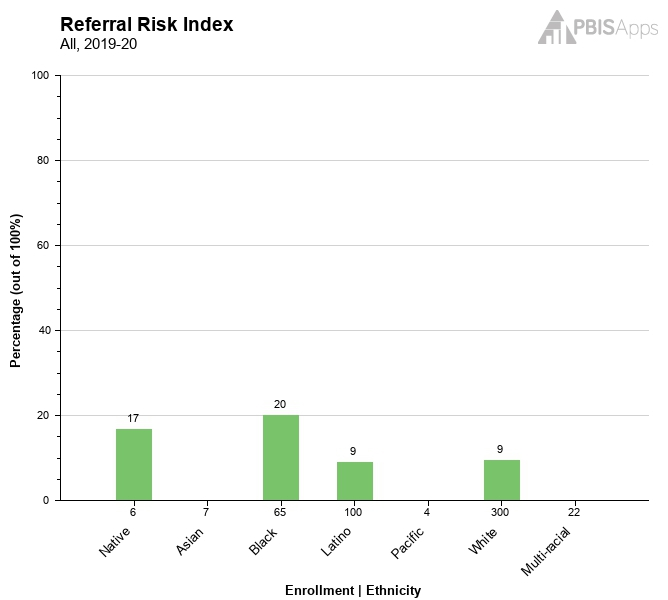 Referral Risk Index
All, 2019-20
PBISApps
Percentage (out of 100%)
100
80
60
40
20
0
17
20
9
9
6
7
65
100
4
300
22
Native
Asian
Black
Latino
Pacific
White
Multi-racial
Enrollment | Ethnicity